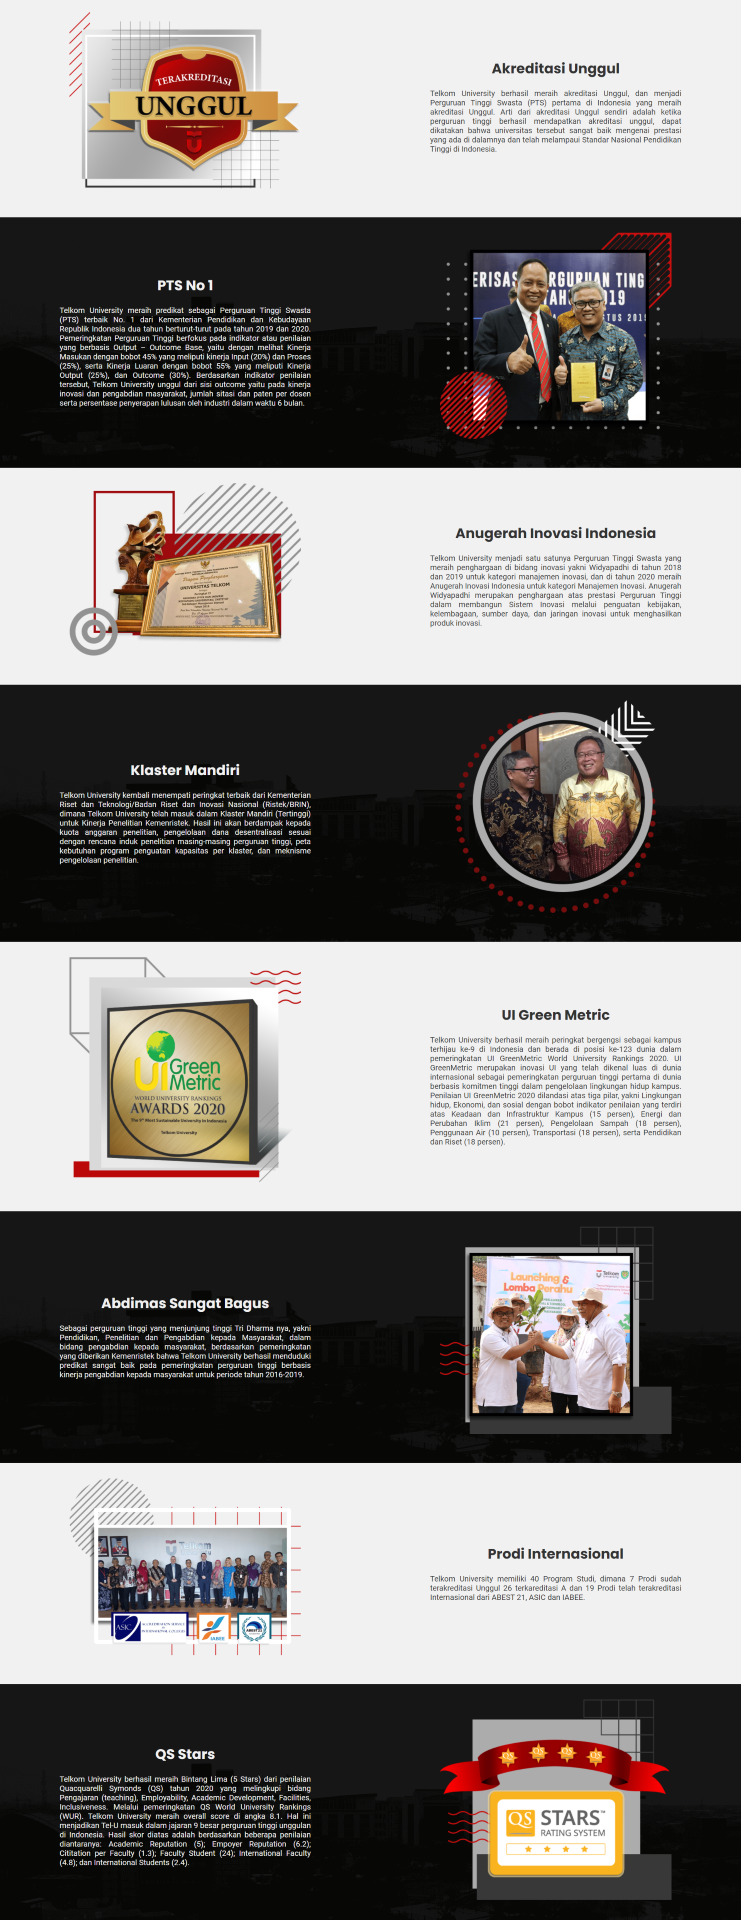 TERAKREDITASI
UNGGUL
Akreditasi Unggul
Telkom University berhasil meraih akreditasi Unggul, dan menjadi
Perguruan Tinggi Swasta (PTS) pertama di Indonesia yang meraih
akreditasi Unggul. Arti dari akreditasi Unggul sendiri adalah ketika
perguruan tinggi berhasil mendapatkan akreditasi unggul, dapat
dikatakan bahwa universitas tersebut sangat baik mengenai prestasi
yang ada di dalamnya dan telah melampaui Standar Nasional Pendidikan
Tinggi di Indonesia.
PTS No 1
Telkom University meraih predikat sebagai Perguruan Tinggi Swasta
(PTS) terbaik No. 1 dari Kementerian Pendidikan dan Kebudayaan
Republik Indonesia dua tahun berturut-turut pada tahun 2019 dan 2020.
Pemeringkatan Perguruan Tinggi berfokus pada indikator atau penilaian
yang berbasis Output – Outcome Base, yaitu dengan melihat Kinerja
Masukan dengan bobot 45% yang meliputi kinerja Input (20%) dan Proses
(25%), serta Kinerja Luaran dengan bobot 55% yang meliputi Kinerja
Output (25%), dan Outcome (30%). Berdasarkan indikator penilaian
tersebut, Telkom University unggul dari sisi outcome yaitu pada kinerja
inovasi dan pengabdian masyarakat, jumlah sitasi dan paten per dosen
serta persentase penyerapan lulusan oleh industri dalam waktu 6 bulan.
Anugerah Inovasi Indonesia
Telkom University menjadi satu satunya Perguruan Tinggi Swasta yang
meraih penghargaan di bidang inovasi yakni Widyapadhi di tahun 2018
dan 2019 untuk kategori manajemen inovasi, dan di tahun 2020 meraih
Anugerah Inovasi Indonesia untuk kategori Manajemen Inovasi. Anugerah
Widyapadhi merupakan penghargaan atas prestasi Perguruan Tinggi
dalam membangun Sistem Inovasi melalui penguatan kebijakan,
kelembagaan, sumber daya, dan jaringan inovasi untuk menghasilkan
produk inovasi.
UNIVERSITAS TELKOM
Klaster Mandiri
Telkom University kembali menempati peringkat terbaik dari Kementerian
Riset dan Teknologi/Badan Riset dan Inovasi Nasional (Ristek/BRIN),
dimana Telkom University telah masuk dalam Klaster Mandiri (Tertinggi)
untuk Kinerja Penelitian Kemenristek. Hasil ini akan berdampak kepada
kuota anggaran penelitian, pengelolaan dana desentralisasi sesuai
dengan rencana induk penelitian masing-masing perguruan tinggi, peta
kebutuhan program penguatan kapasitas per klaster, dan meknisme
pengelolaan penelitian.
UI Green
Metric
WORLD UNIVERSITY RANKINGS
AWARDS 2020
The 9th Most Sustainable University in Indonesia
Telkom University
UI Green Metric
Telkom University berhasil meraih peringkat bergengsi sebagai kampus
terhijau ke-9 di Indonesia dan berada di posisi ke-123 dunia dalam
pemeringkatan UI GreenMetric World University Rankings 2020. UI
GreenMetric merupakan inovasi UI yang telah dikenal luas di dunia
internasional sebagai pemeringkatan perguruan tinggi pertama di dunia
berbasis komitmen tinggi dalam pengelolaan lingkungan hidup kampus.
Penilaian UI GreenMetric 2020 dilandasi atas tiga pilar, yakni Lingkungan
hidup, Ekonomi, dan sosial dengan bobot indikator penilaian yang terdiri
atas Keadaan dan Infrastruktur Kampus (15 persen), Energi dan
Perubahan Iklim (21 persen), Pengelolaan Sampah (18 persen),
Penggunaan Air (10 persen), Transportasi (18 persen), serta Pendidikan
dan Riset (18 persen).
Abdimas Sangat Bagus
Sebagai perguruan tinggi yang menjunjung tinggi Tri Dharma nya, yakni
Pendidikan, Penelitian dan Pengabdian kepada Masyarakat, dalam
bidang pengabdian kepada masyarakat, berdasarkan pemeringkatan
yang diberikan Kemenristek bahwa Telkom University berhasil menduduki
predikat sangat baik pada pemeringkatan perguruan tinggi berbasis
kinerja pengabdian kepada masyarakat untuk periode tahun 2016-2019.
Telkom
Launching &
Lomba Perahu
ASIC
IABEE
ABEST21
Prodi Internasional
Telkom University memiliki 40 Program Studi, dimana 7 Prodi sudah
terakreditasi Unggul 26 terkareditasi A dan 19 Prodi telah terakreditasi
Internasional dari ABEST 21, ASIC dan IABEE.
QS Stars
Telkom University berhasil meraih Bintang Lima (5 Stars) dari penilaian
Quacquarelli Symonds (QS) tahun 2020 yang melingkupi bidang
Pengajaran (teaching), Employability, Academic Development, Facilities,
Inclusiveness. Melalui pemeringkatan QS World University Rankings
(WUR). Telkom University meraih overall score di angka 8.1. Hal ini
menjadikan Tel-U masuk dalam jajaran 9 besar perguruan tinggi unggulan
di Indonesia. Hasil skor diatas adalah berdasarkan beberapa penilaian
diantaranya: Academic Reputation (5); Empoyer Reputation (6.2);
Cititation per Faculty (1.3); Faculty Student (24); International Faculty
(4.8); dan International Students (2.4).
QS QS QS QS
QS STARS™
RATING SYSTEM